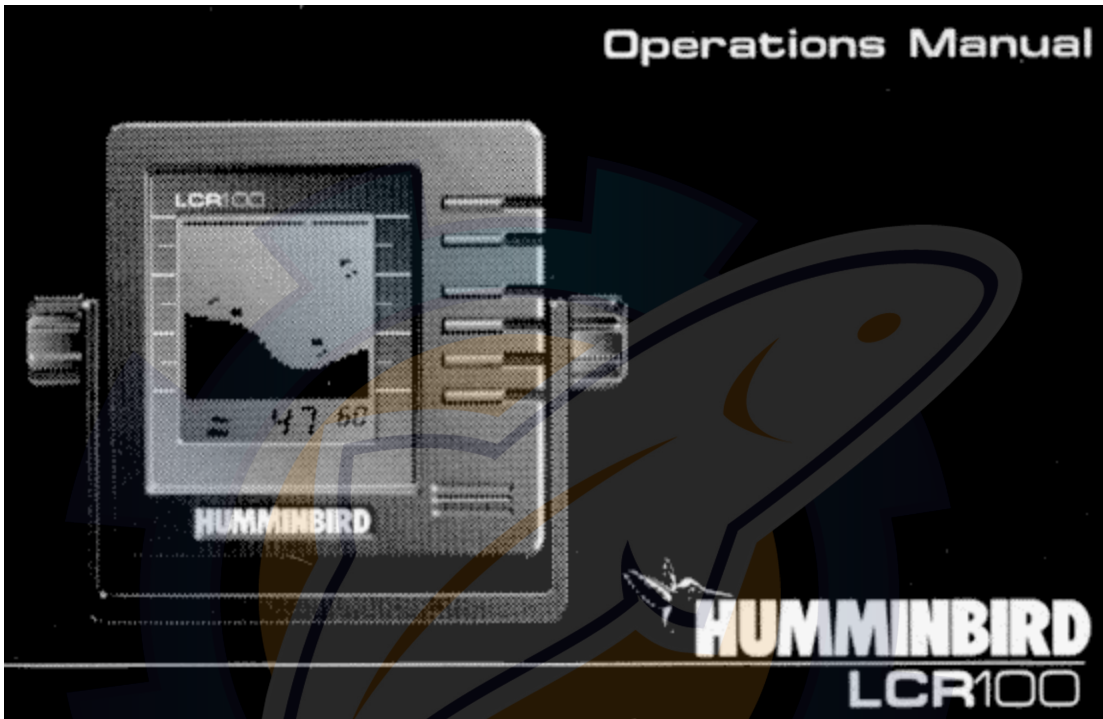 Operations Manual
LCR100
47 60
HUMMINBIRD
HUMMINBIRD
LCR100